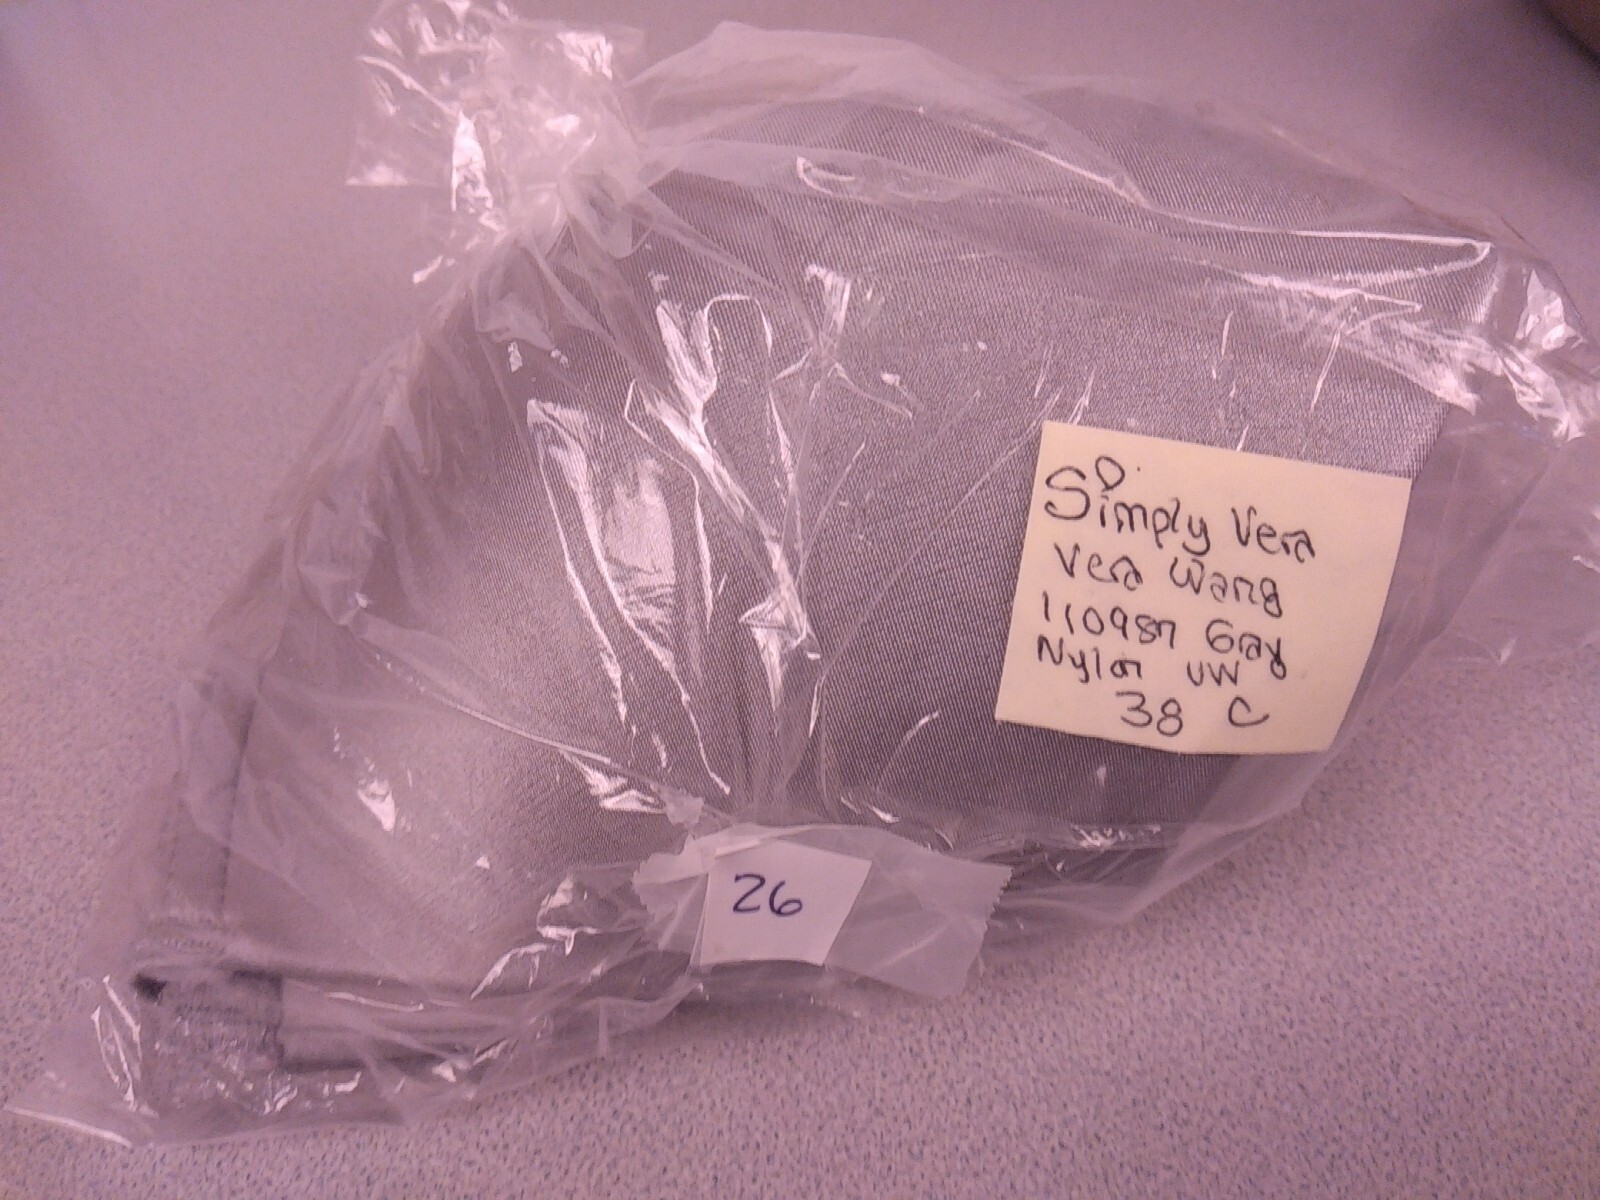 Simply Vera
Vera Wang
110987 Gray
Nylon UW
38 C
26